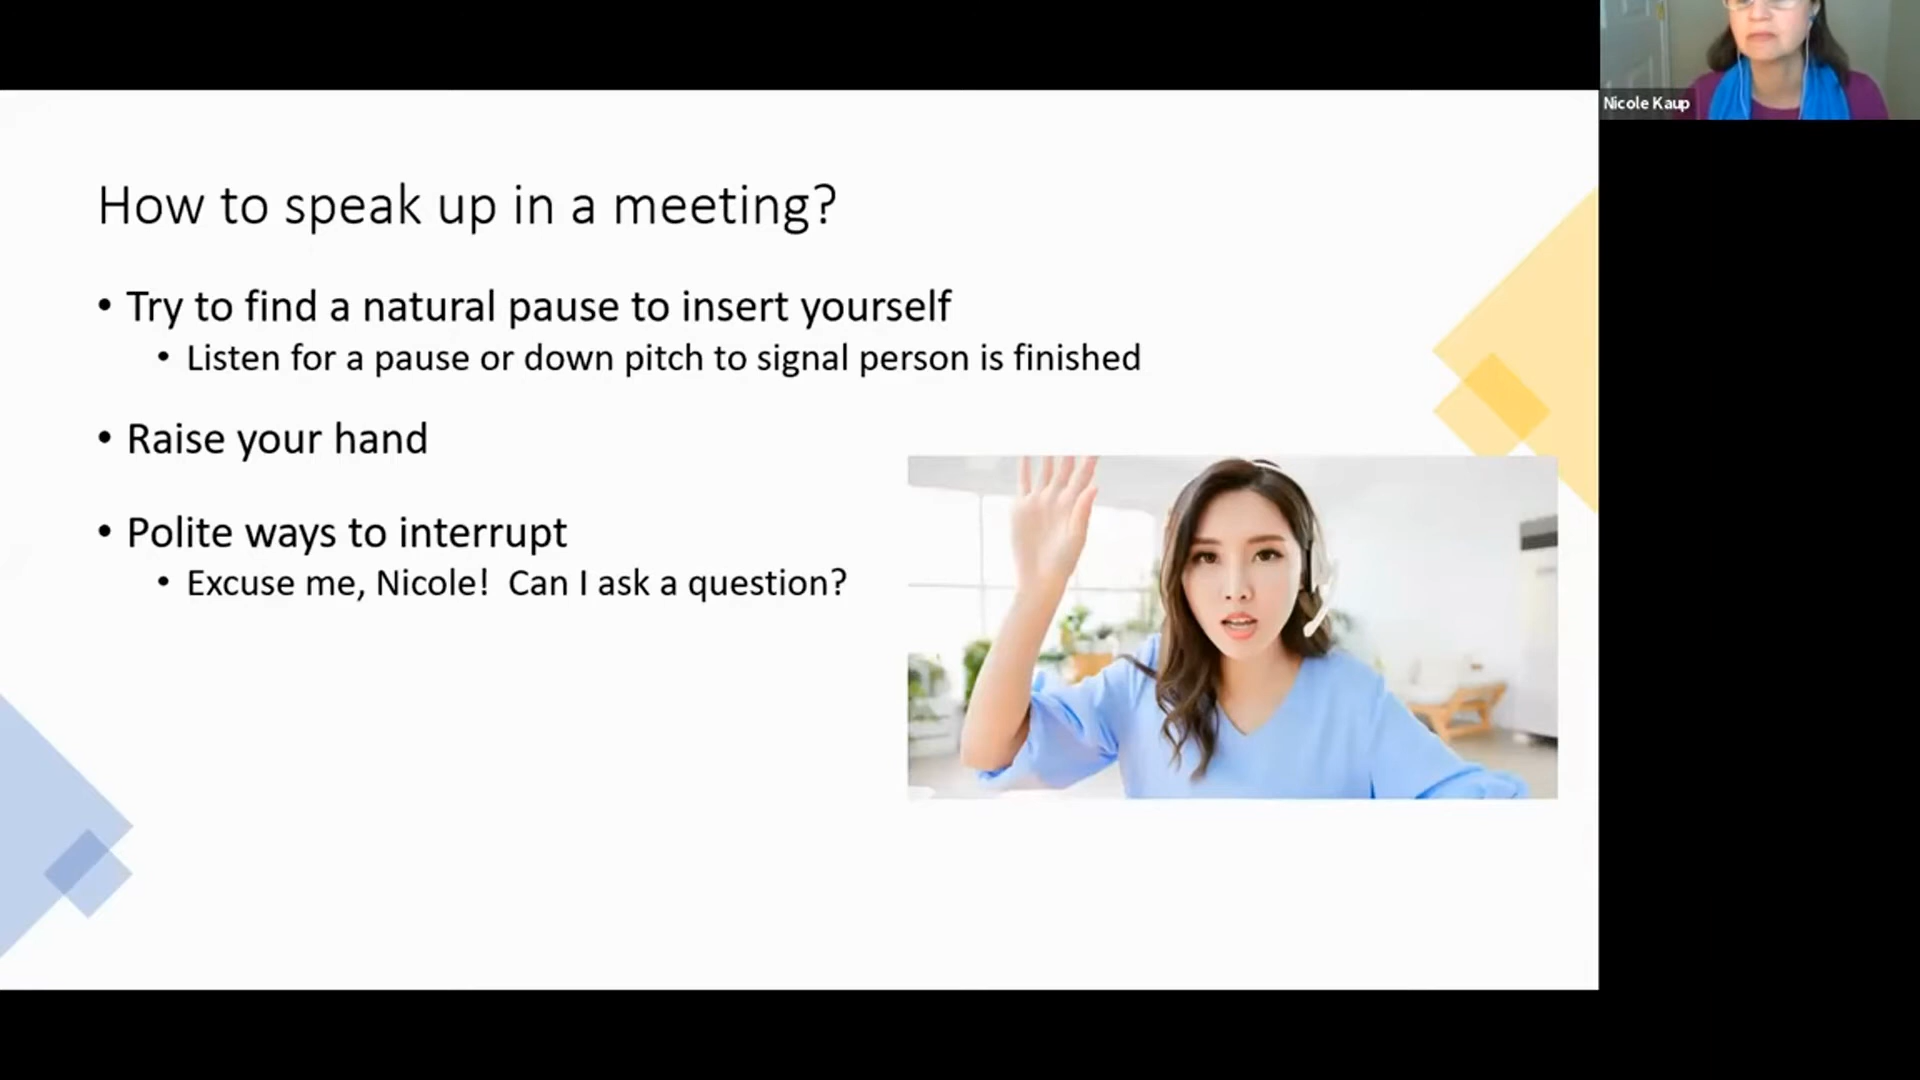 Nicole Kaup
How to speak up in a meeting?
• Try to find a natural pause to insert yourself
• Listen for a pause or down pitch to signal person is finished
• Raise your hand
• Polite ways to interrupt
• Excuse me, Nicole!  Can I ask a question?